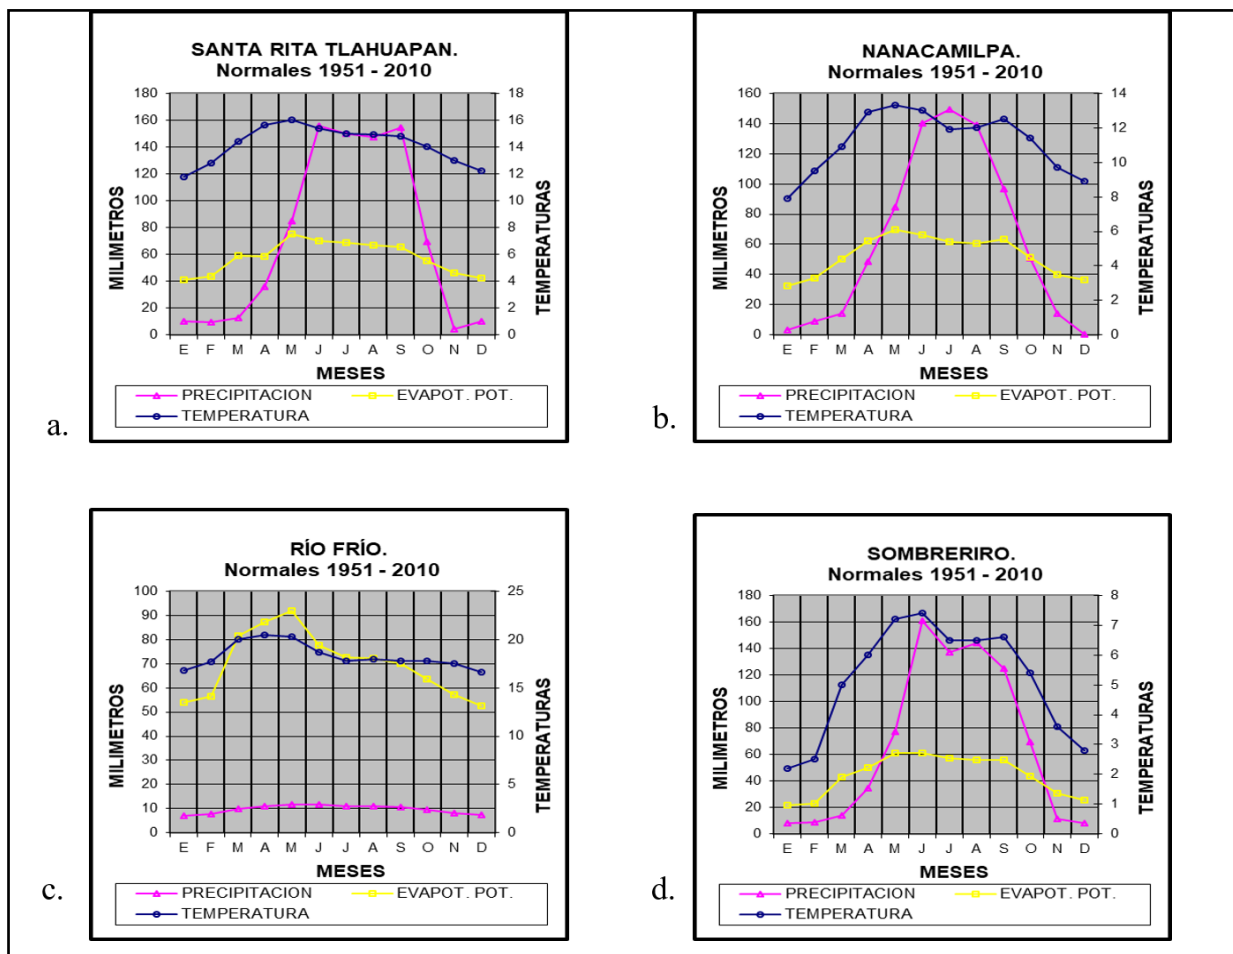 SANTA RITA TLAHUAPAN.
Normales 1951 - 2010
MILIMETROS
180
160
140
120
100
80
60
40
20
0
18
16
14
12
10
8
6
4
2
0
TEMPERATURAS
E F M A M J J A S O N D
MESES
PRECIPITACION EVAPOT. POT.
TEMPERATURA
a.
NANACAMILPA.
Normales 1951 - 2010
MILIMETROS
160
140
120
100
80
60
40
20
0
14
12
10
8
6
4
2
0
TEMPERATURAS
E F M A M J J A S O N D
MESES
PRECIPITACION EVAPOT. POT.
TEMPERATURA
b.
RÍO FRÍO.
Normales 1951 - 2010
MILIMETROS
100
90
80
70
60
50
40
30
20
10
0
25
20
15
10
5
0
TEMPERATURAS
E F M A M J J A S O N D
MESES
PRECIPITACION EVAPOT. POT.
TEMPERATURA
c.
SOMBRERIRO.
Normales 1951 - 2010
MILIMETROS
180
160
140
120
100
80
60
40
20
0
8
7
6
5
4
3
2
1
0
TEMPERATURAS
E F M A M J J A S O N D
MESES
PRECIPITACION EVAPOT. POT.
TEMPERATURA
d.